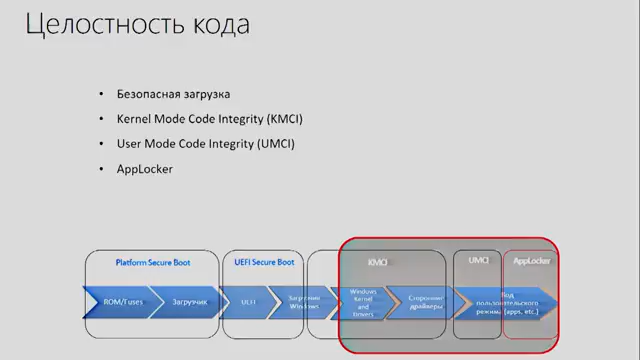 Целостность кода
• Безопасная загрузка
• Kernel Mode Code Integrity (KMCI)
• User Mode Code Integrity (UMCI)
• AppLocker
Platform Secure Boot
UEFI Secure Boot
KMCI
UMCI
AppLocker
ROM/Fuses
Загрузчик
UEFI
Загрузчик
Windows
Windows
Kernel
and
Drivers
Сторонние
драйверы
Код
пользовательского
режима (apps, etc.)